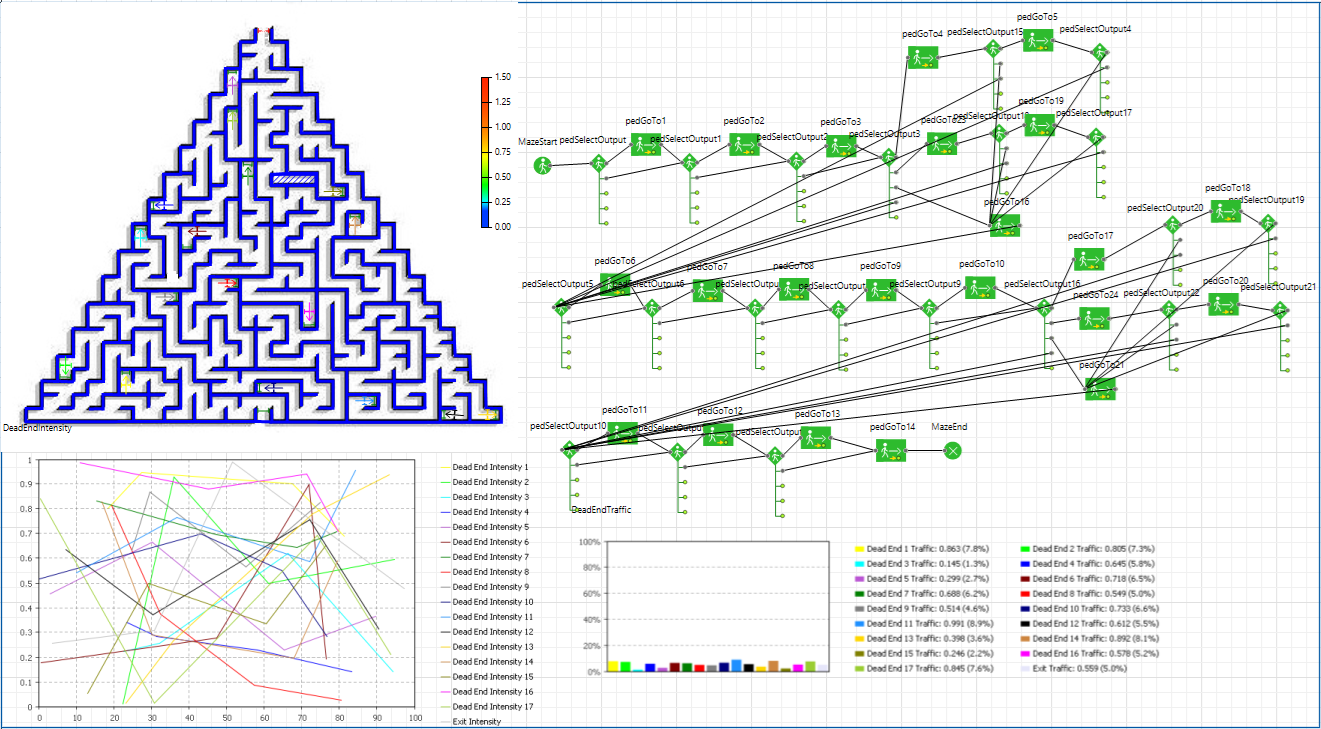 pedGoTo5
pedGoTo4
pedSelectOutput15
pedSelectOutput4
1.50
1.25
1.00
0.75
0.50
0.25
0.00
pedGoTo19
pedGoTo1
pedGoTo2
pedGoTo3
pedGoTo23
pedSelectOutput17
MazeStart
pedSelectOutput
pedSelectOutput1
pedSelectOutput2
pedSelectOutput3
pedGoTo16
pedGoTo18
pedSelectOutput20
pedSelectOutput19
pedGoTo17
pedGoTo6
pedGoTo7
pedGoTo8
pedGoTo9
pedGoTo10
pedSelectOutput5
pedSelectOutput6
pedSelectOutput9
pedSelectOutput16
pedGoTo24
pedSelectOutput22
pedGoTo20
pedSelectOutput21
pedGoTo21
pedGoTo11
pedGoTo12
pedGoTo13
pedGoTo14
MazeEnd
pedSelectOutput10
DeadEndIntensity
DeadEndTraffic
1
0.9
0.8
0.7
0.6
0.5
0.4
0.3
0.2
0.1
0
0 10 20 30 40 50 60 70 80 90 100
Dead End Intensity 1
Dead End Intensity 2
Dead End Intensity 3
Dead End Intensity 4
Dead End Intensity 5
Dead End Intensity 6
Dead End Intensity 7
Dead End Intensity 8
Dead End Intensity 9
Dead End Intensity 10
Dead End Intensity 11
Dead End Intensity 12
Dead End Intensity 13
Dead End Intensity 14
Dead End Intensity 15
Dead End Intensity 16
Dead End Intensity 17
Exit Intensity
100%
80%
60%
40%
20%
0%
Dead End 1 Traffic: 0.863 (7.8%) Dead End 2 Traffic: 0.805 (7.3%)
Dead End 3 Traffic: 0.145 (1.3%) Dead End 4 Traffic: 0.645 (5.8%)
Dead End 5 Traffic: 0.299 (2.7%) Dead End 6 Traffic: 0.718 (6.5%)
Dead End 7 Traffic: 0.688 (6.2%) Dead End 8 Traffic: 0.549 (5.0%)
Dead End 9 Traffic: 0.514 (4.6%) Dead End 10 Traffic: 0.733 (6.6%)
Dead End 11 Traffic: 0.991 (8.9%) Dead End 12 Traffic: 0.612 (5.5%)
Dead End 13 Traffic: 0.398 (3.6%) Dead End 14 Traffic: 0.892 (8.1%)
Dead End 15 Traffic: 0.246 (2.2%) Dead End 16 Traffic: 0.578 (5.2%)
Dead End 17 Traffic: 0.845 (7.6%) Exit Traffic: 0.559 (5.0%)